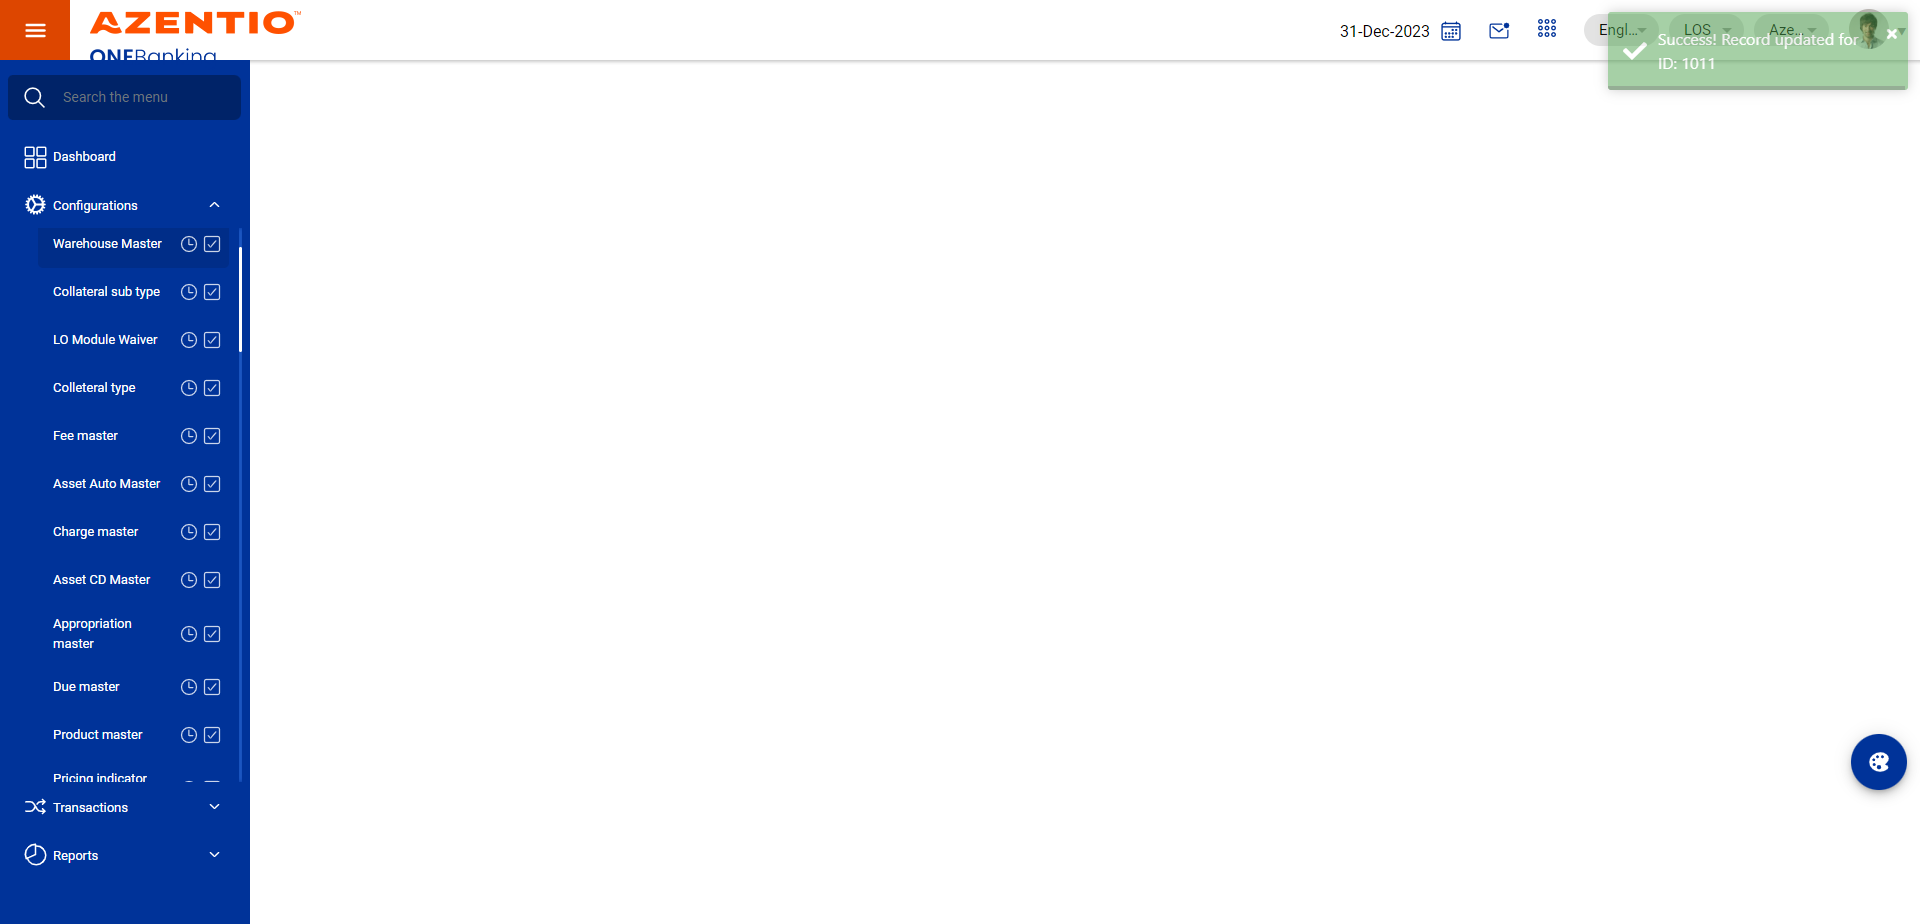 AZENTIO™
ONEBanking
31-Dec-2023
Engl...
LOS
Aze...
Success! Record updated for
ID: 1011
Search the menu
Dashboard
Configurations
Warehouse Master
Collateral sub type
LO Module Waiver
Colleteral type
Fee master
Asset Auto Master
Charge master
Asset CD Master
Appropriation
master
Due master
Product master
Pricing indicator
Transactions
Reports